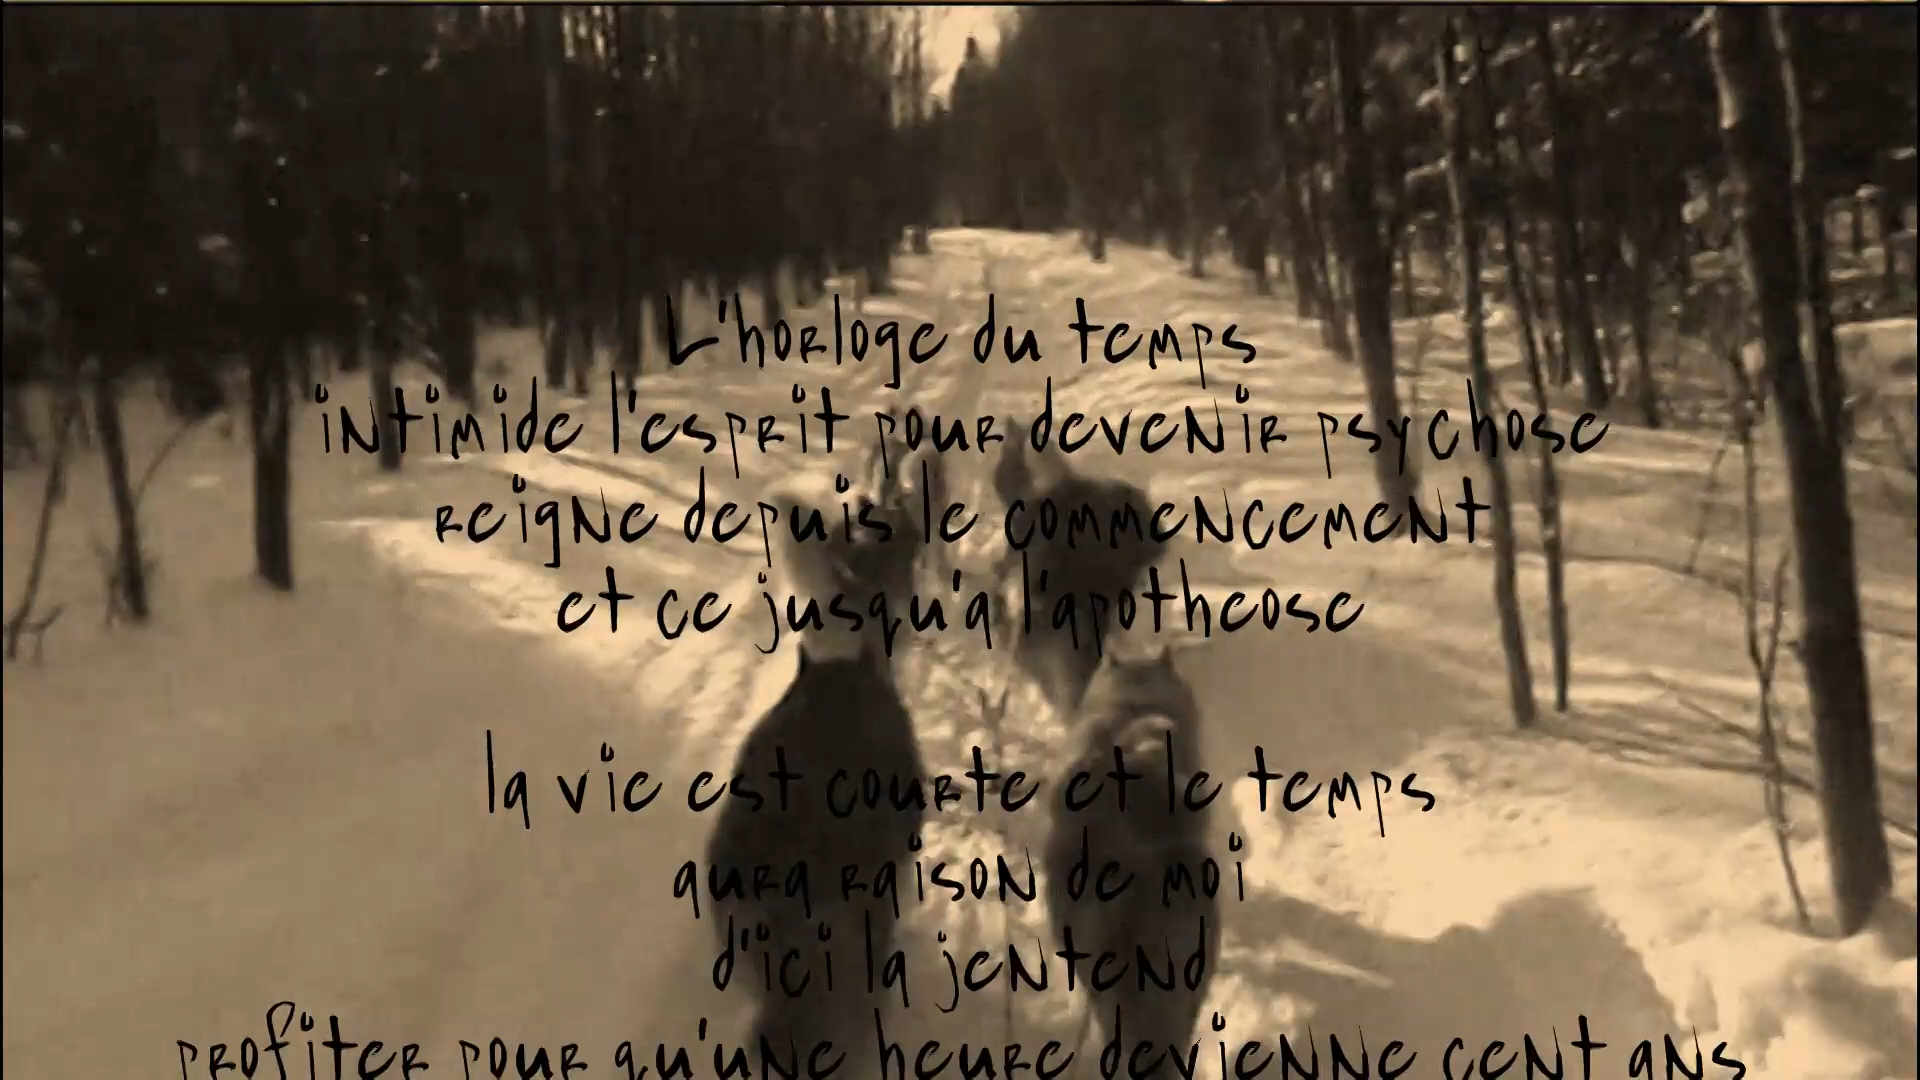 L'horloge du temps
intimide l'esprit pour devenir psychose
reigne depuis le commencement
et ce jusqu'a l'apotheose
la vie est courte et le temps
aura raison de moi
d'ici la jentend
profiter pour qu'une heure devienne cent ans